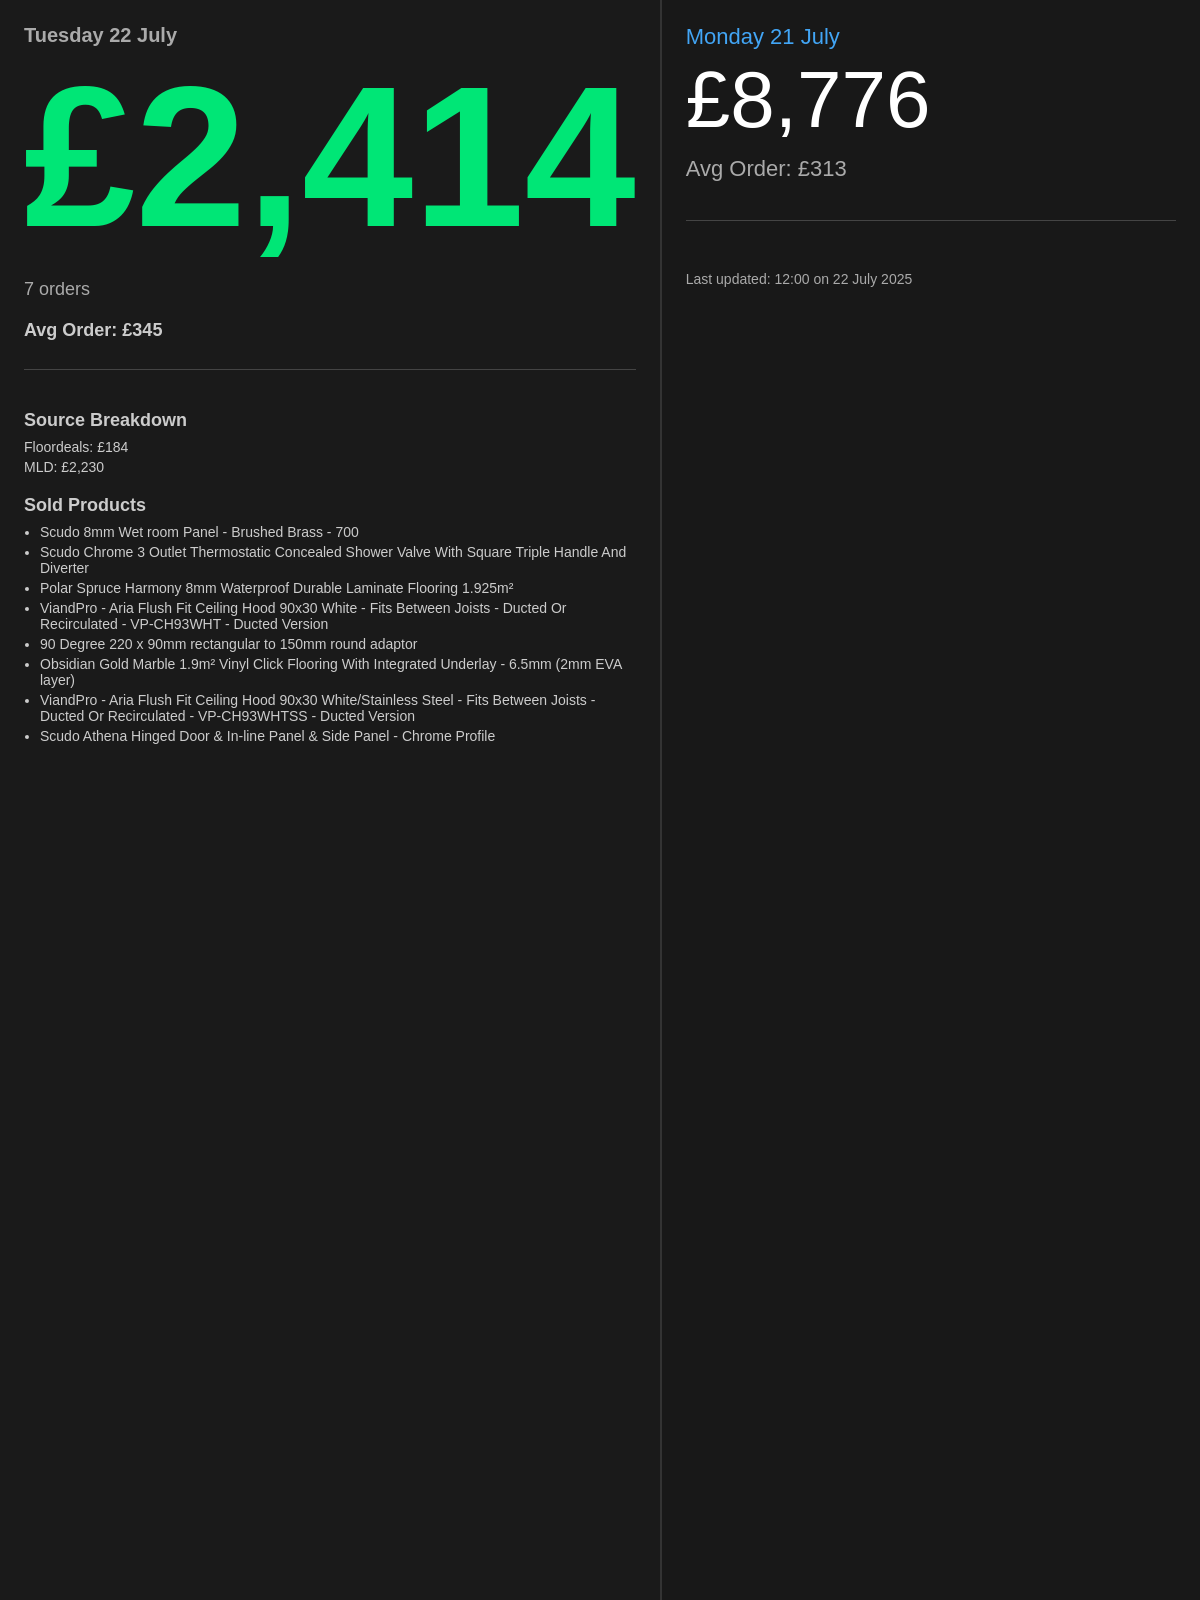 Tuesday 22 July
£2,414
7 orders
Avg Order: £345
Source Breakdown
Floordeals: £184
MLD: £2,230
Sold Products
• Scudo 8mm Wet room Panel - Brushed Brass - 700
• Scudo Chrome 3 Outlet Thermostatic Concealed Shower Valve With Square Triple Handle And
Diverter
• Polar Spruce Harmony 8mm Waterproof Durable Laminate Flooring 1.925m²
• ViandPro - Aria Flush Fit Ceiling Hood 90x30 White - Fits Between Joists - Ducted Or
Recirculated - VP-CH93WHT - Ducted Version
• 90 Degree 220 x 90mm rectangular to 150mm round adaptor
• Obsidian Gold Marble 1.9m² Vinyl Click Flooring With Integrated Underlay - 6.5mm (2mm EVA
layer)
• ViandPro - Aria Flush Fit Ceiling Hood 90x30 White/Stainless Steel - Fits Between Joists -
Ducted Or Recirculated - VP-CH93WHTSS - Ducted Version
• Scudo Athena Hinged Door & In-line Panel & Side Panel - Chrome Profile
Monday 21 July
£8,776
Avg Order: £313
Last updated: 12:00 on 22 July 2025